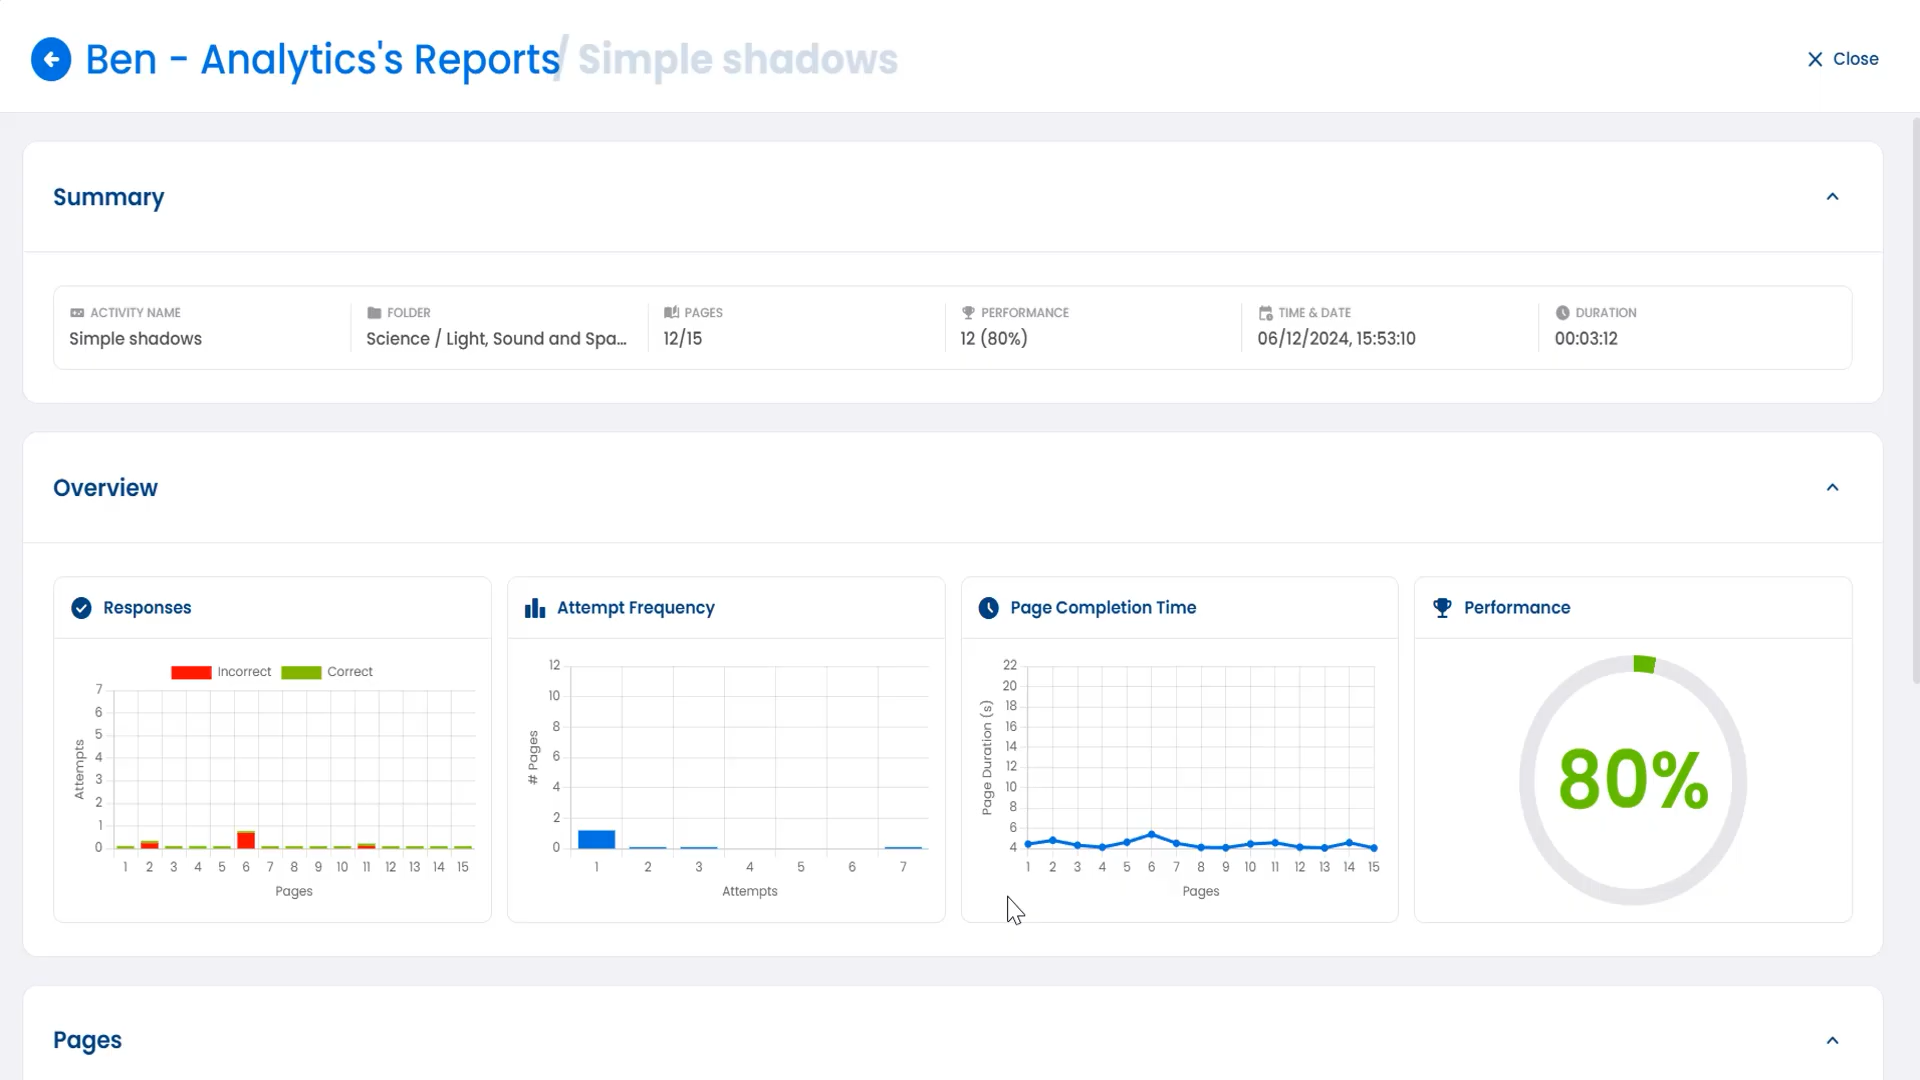 Ben - Analytics's Reports / Simple shadows
Close
Summary
ACTIVITY NAME
Simple shadows
FOLDER
Science / Light, Sound and Spa...
PAGES
12/15
PERFORMANCE
12 (80%)
TIME & DATE
06/12/2024, 15:53:10
DURATION
00:03:12
Overview
Responses
Incorrect Correct
7
6
5
4
3
2
1
0
Attempts
1 2 3 4 5 6 7 8 9 10 11 12 13 14 15
Pages
Attempt Frequency
12
10
8
6
4
2
0
# Pages
1 2 3 4 5 6 7
Attempts
Page Completion Time
22
20
18
16
14
12
10
8
6
4
Page Duration (s)
1 2 3 4 5 6 7 8 9 10 11 12 13 14 15
Pages
Performance
80%
Pages